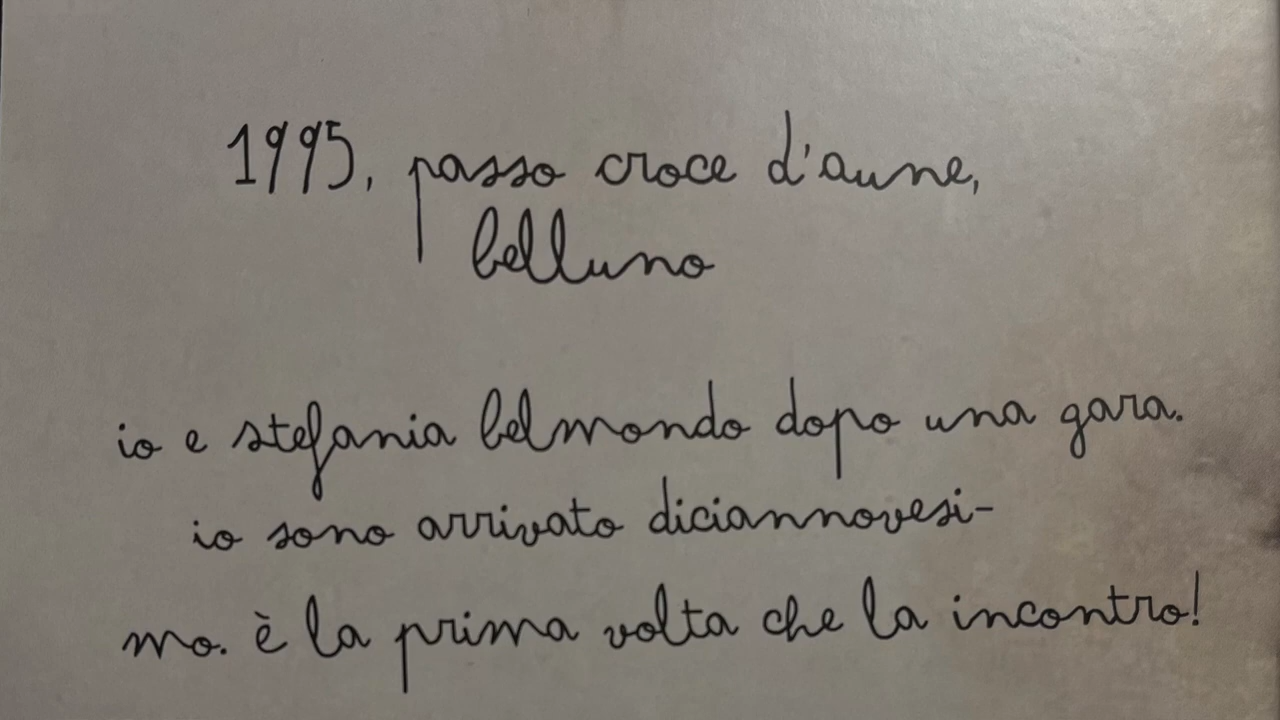 1995, passo croce d'aune,
belluno
io e stefania belmondo dopo una gara.
io sono arrivato diciannovesi-
mo. è la prima volta che la incontro!